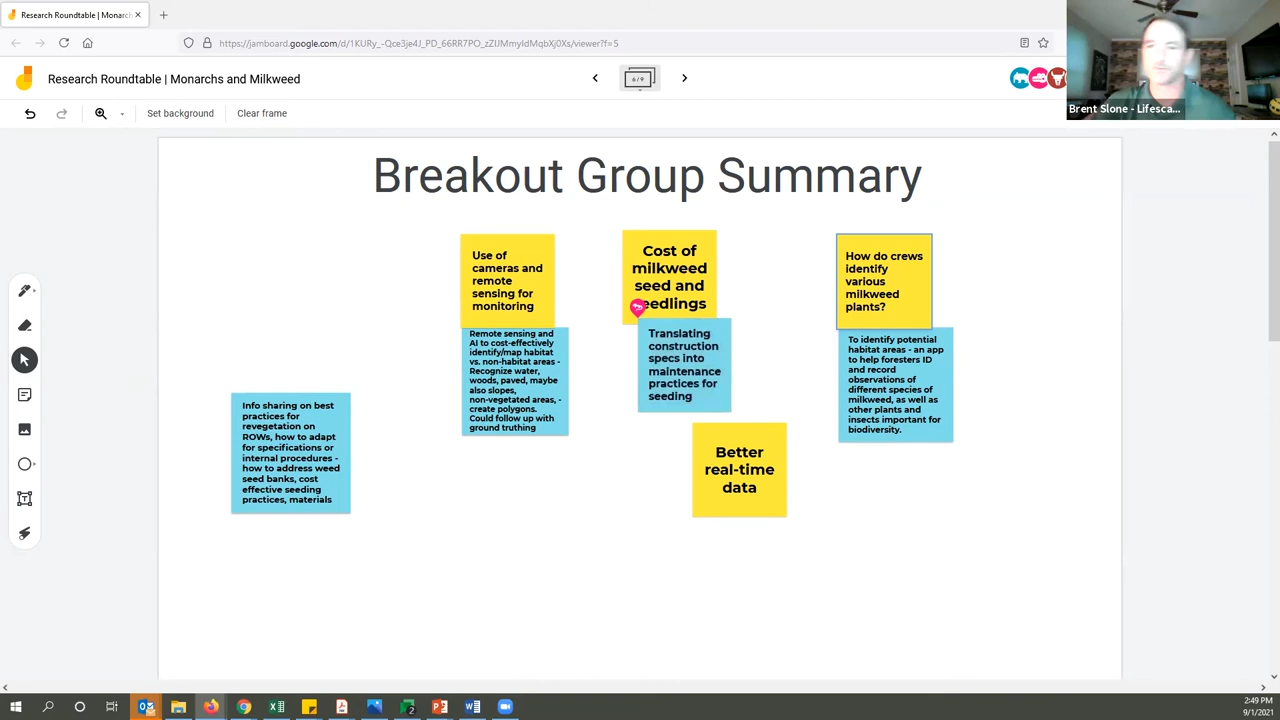 Research Roundtable | Monarch
https://jamboard.google.com/d/1KURy_-Qce3je4J_PD_6ESR_zO_zZUMmyIdMqbXj0Xs/viewer?f=5
Research Roundtable | Monarchs and Milkweed
6/9
Set background
Clear frame
Brent Slone - Lifesca...
Breakout Group Summary
Use of
cameras and
remote
sensing for
monitoring
Remote sensing and
AI to cost-effectively
identify/map habitat
vs. non-habitat areas -
Recognize water,
woods, paved, maybe
also slopes,
non-vegetated areas, -
create polygons.
Could follow up with
ground truthing
Cost of
milkweed
seed and
seedlings
Translating
construction
specs into
maintenance
practices for
seeding
How do crews
identify
various
milkweed
plants?
To identify potential
habitat areas - an app
to help foresters ID
and record
observations of
different species of
milkweed, as well as
other plants and
insects important for
biodiversity.
Info sharing on best
practices for
revegetation on
ROWs, how to adapt
for specifications or
internal procedures -
how to address weed
seed banks, cost
effective seeding
practices, materials
Better
real-time
data
2:49 PM
9/1/2021